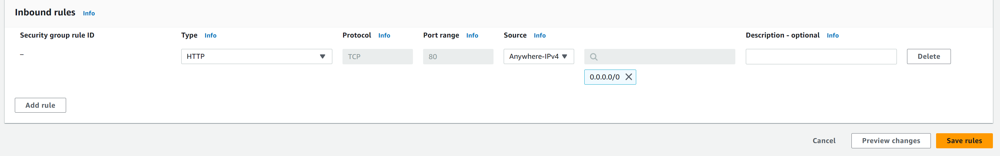 Inbound rules Info
Security group rule ID Type Info Protocol Info Port range Info Source Info Description - optional Info
– HTTP TCP 80 Anywhere-IPv4 Delete
0.0.0.0/0
Add rule
Cancel Preview changes Save rules